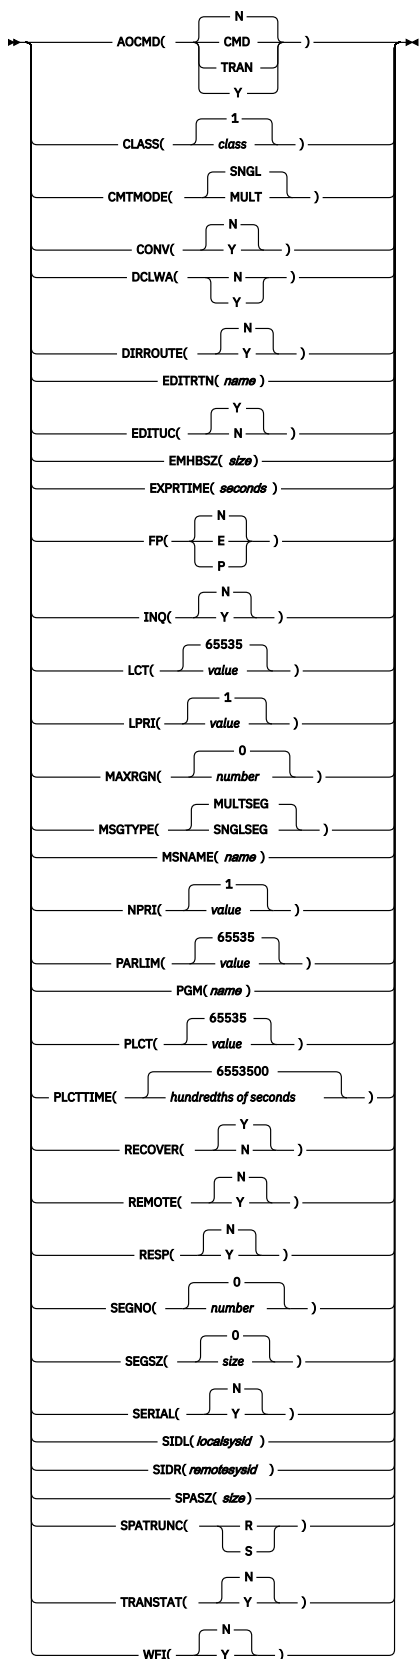 N
AOCMD( CMD )
TRAN
Y
1
CLASS( class )
SNGL
CMTMODE( MULT )
N
CONV( Y )
DCLWA( N )
Y
N
DIRROUTE( Y )
EDITRTN( name )
Y
EDITUC( N )
EMHBSZ( size )
EXPRTIME( seconds )
N
FP( E )
P
N
INQ( Y )
65535
LCT( value )
1
LPRI( value )
0
MAXRGN( number )
MULTSEG
MSGTYPE( SNGLSEG )
MSNAME( name )
1
NPRI( value )
65535
PARLIM( value )
PGM( name )
65535
PLCT( value )
6553500
PLCTTIME( hundredths of seconds )
Y
RECOVER( N )
N
REMOTE( Y )
N
RESP( Y )
0
SEGNO( number )
0
SEGSZ( size )
N
SERIAL( Y )
SIDL( localsysid )
SIDR( remotesysid )
SPASZ( size )
SPATRUNC( R )
S
N
TRANSTAT( Y )
N
WFI( Y )